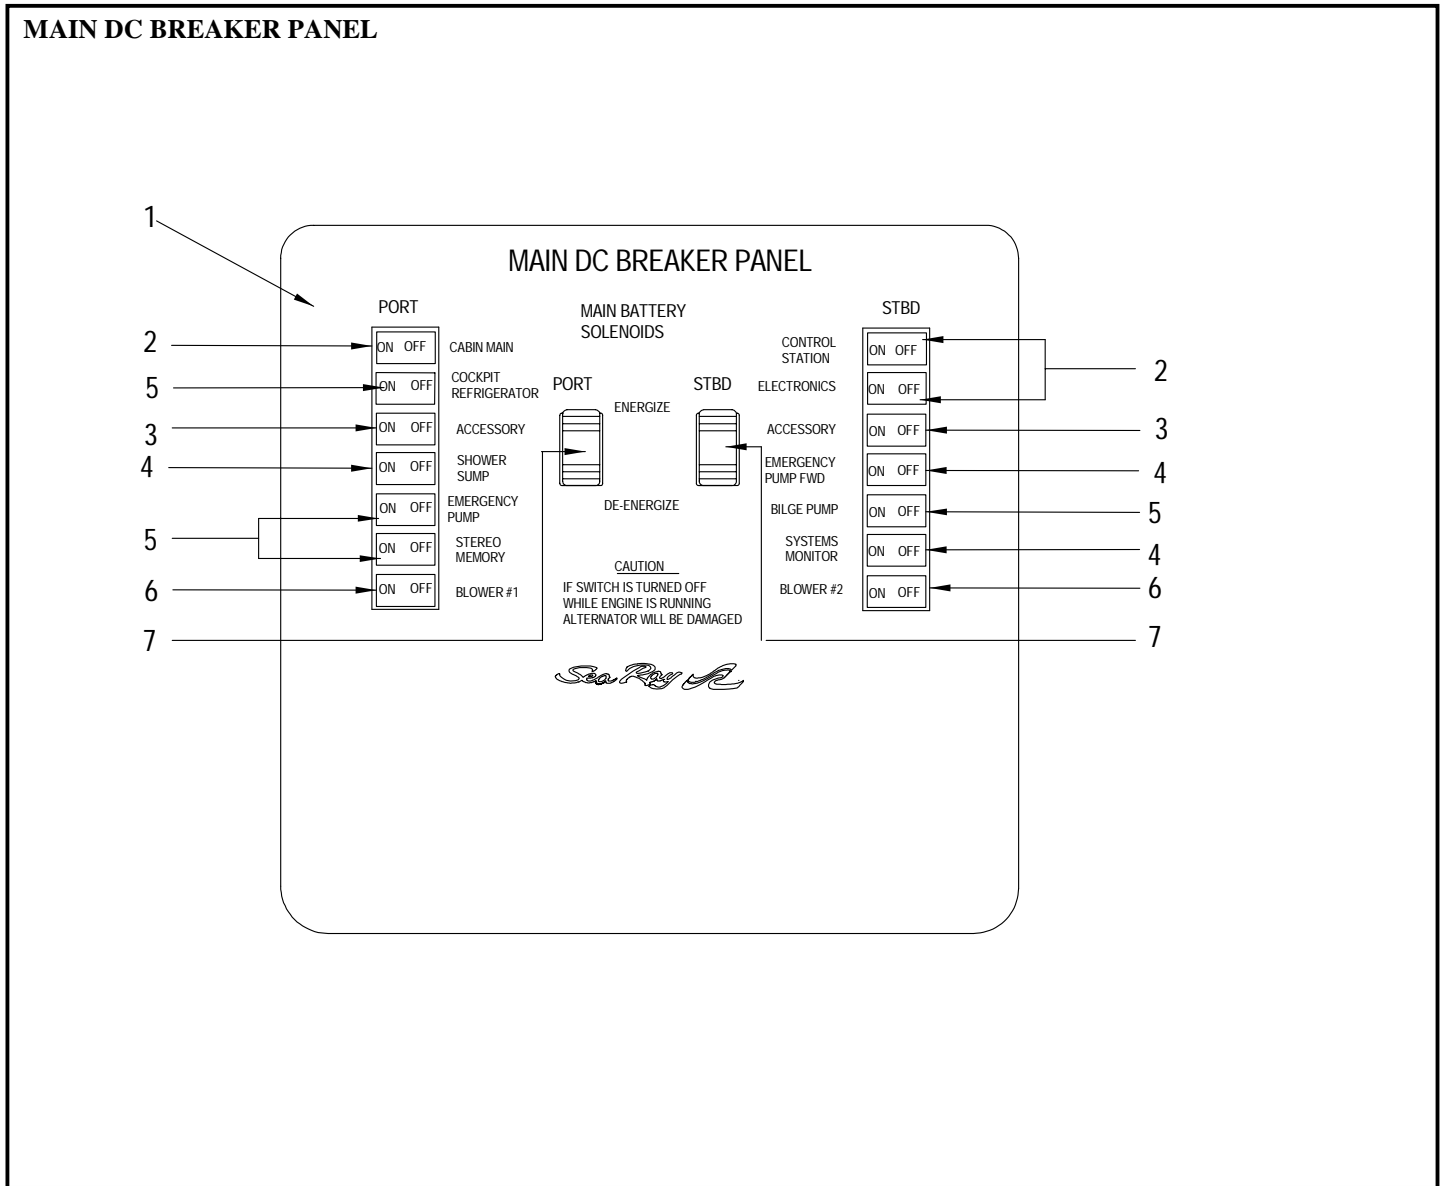 MAIN DC BREAKER PANEL
1
MAIN DC BREAKER PANEL
PORT
MAIN BATTERY
SOLENOIDS
STBD
2
ON OFF
CABIN MAIN
CONTROL
STATION
ON OFF
2
5
ON OFF
COCKPIT
REFRIGERATOR
PORT
STBD
ELECTRONICS
ON OFF
ENERGIZE
3
ON OFF
ACCESSORY
ACCESSORY
ON OFF
3
4
ON OFF
SHOWER
SUMP
EMERGENCY
PUMP FWD
ON OFF
4
5
ON OFF
EMERGENCY
PUMP
DE-ENERGIZE
BILGE PUMP
ON OFF
5
ON OFF
STEREO
MEMORY
SYSTEMS
MONITOR
ON OFF
4
6
ON OFF
BLOWER #1
CAUTION
IF SWITCH IS TURNED OFF
WHILE ENGINE IS RUNNING
ALTERNATOR WILL BE DAMAGED
BLOWER #2
ON OFF
6
7
7
Sea Ray